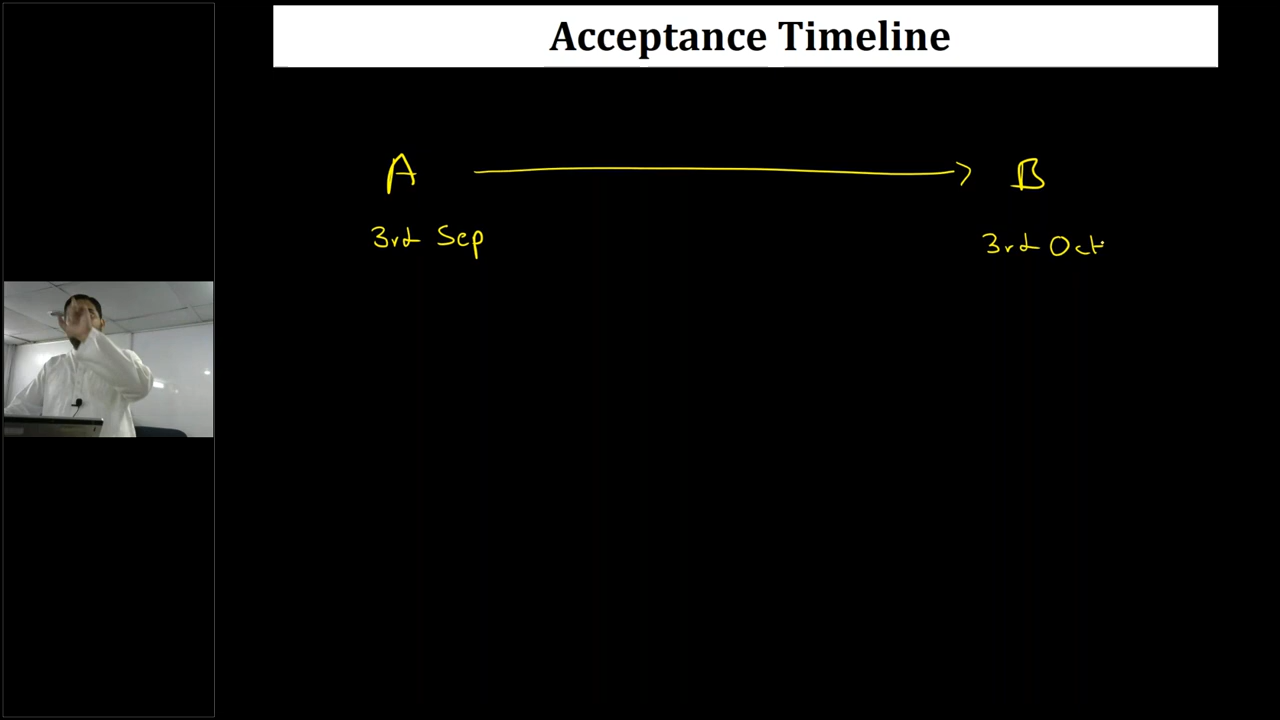 Acceptance Timeline
A → B
3rd Sep 3rd Oct